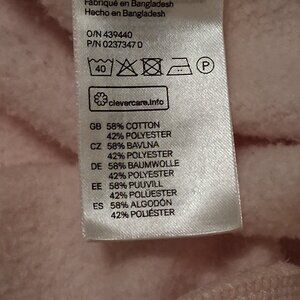 Fabriqué en Bangladesh
Hecho en Bangladesh
O/N 439440
P/N 0237347 D
40
P
clevercare.info
GB 58% COTTON
42% POLYESTER
CZ 58% BAVLNA
42% POLYESTER
DE 58% BAUMWOLLE
42% POLYESTER
EE 58% PUUVILL
42% POLÜESTER
ES 58% ALGODÓN
42% POLIÉSTER